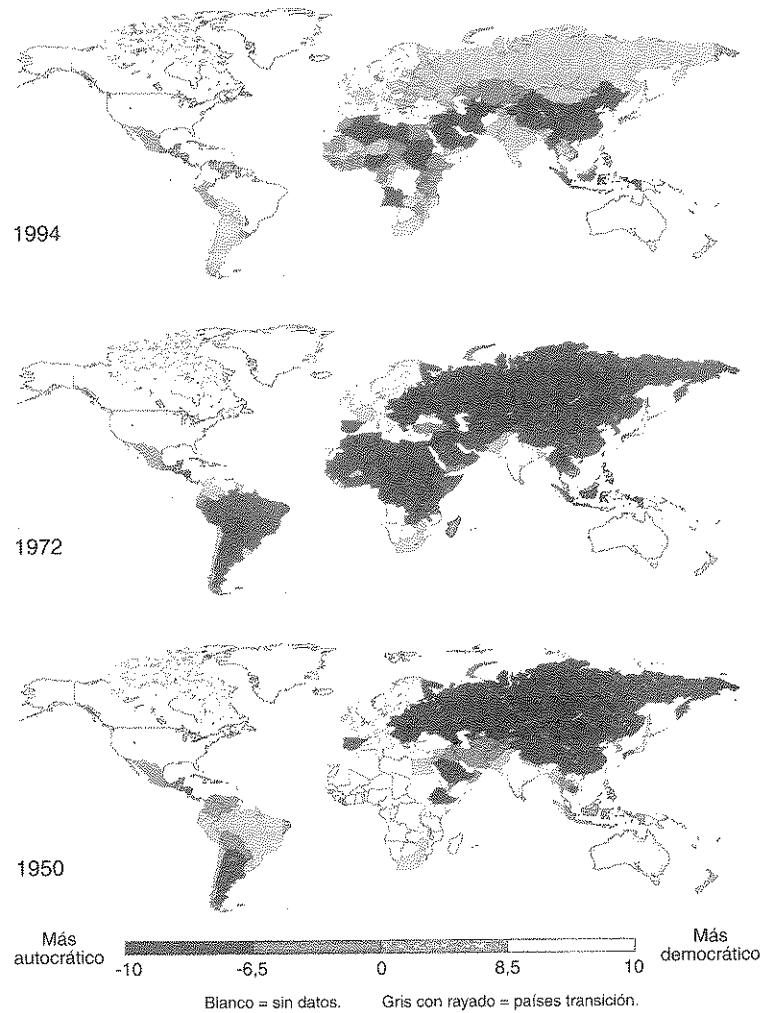 1994
1972
1950
Más autocrático
Más democrático
-10 -6,5 0 8,5 10
Blanco = sin datos. Gris con rayado = países transición.